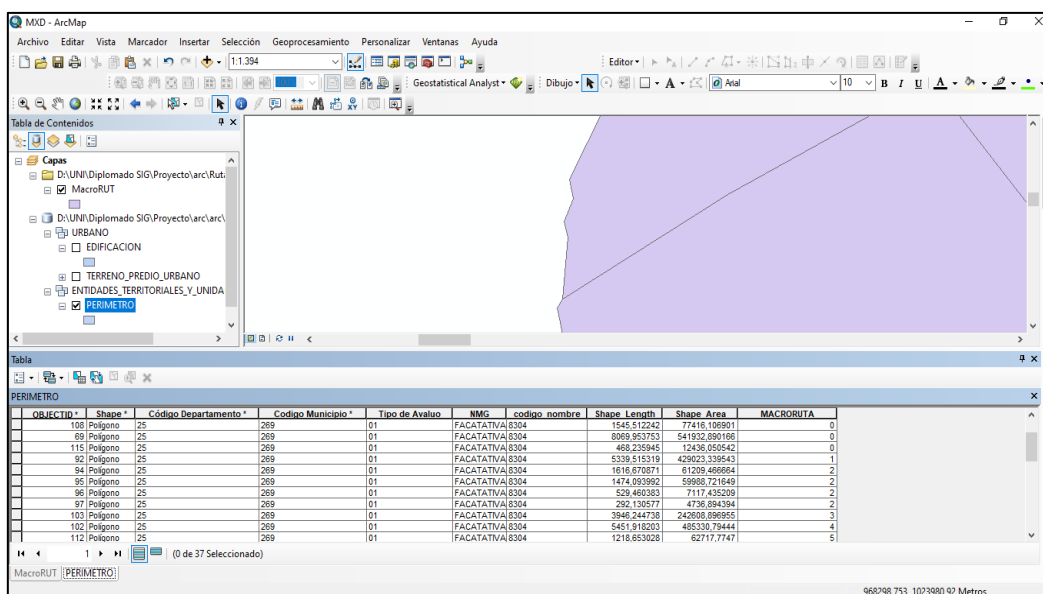 MXD - ArcMap
Archivo Editar Vista Marcador Insertar Selección Geoprocesamiento Personalizar Ventanas Ayuda
1:1.394 Editor
Geostatistical Analyst Dibujo Arial 10 B I U A
Tabla de Contenidos
Capas
D:\UNI\Diplomado SIG\Proyecto\arc\Ruta
MacroRUT
D:\UNI\Diplomado SIG\Proyecto\arc\arc\
URBANO
EDIFICACION
TERRENO_PREDIO_URBANO
ENTIDADES_TERRITORIALES_Y_UNIDA
PERIMETRO
Tabla
PERIMETRO
OBJECTID * Shape * Código Departamento * Codigo Municipio * Tipo de Avaluo NMG codigo_nombre Shape_Length Shape_Area MACRORUTA
108 Polígono 25 269 01 FACATATIVA 8304 1545,512242 77416,106901 0
69 Polígono 25 269 01 FACATATIVA 8304 8069,953753 541932,890166 0
115 Polígono 25 269 01 FACATATIVA 8304 468,235945 12436,050542 0
92 Polígono 25 269 01 FACATATIVA 8304 5339,515319 429023,339543 1
94 Polígono 25 269 01 FACATATIVA 8304 1616,670871 61209,466664 2
95 Polígono 25 269 01 FACATATIVA 8304 1474,093992 59988,721649 2
96 Polígono 25 269 01 FACATATIVA 8304 529,460383 7117,435209 2
97 Polígono 25 269 01 FACATATIVA 8304 292,130577 4736,894394 2
103 Polígono 25 269 01 FACATATIVA 8304 3946,244738 242608,896955 3
102 Polígono 25 269 01 FACATATIVA 8304 5451,918203 485330,79444 4
112 Polígono 25 269 01 FACATATIVA 8304 1218,653028 62717,7747 5
1 (0 de 37 Seleccionado)
MacroRUT PERIMETRO
968298,753 1023980,92 Metros